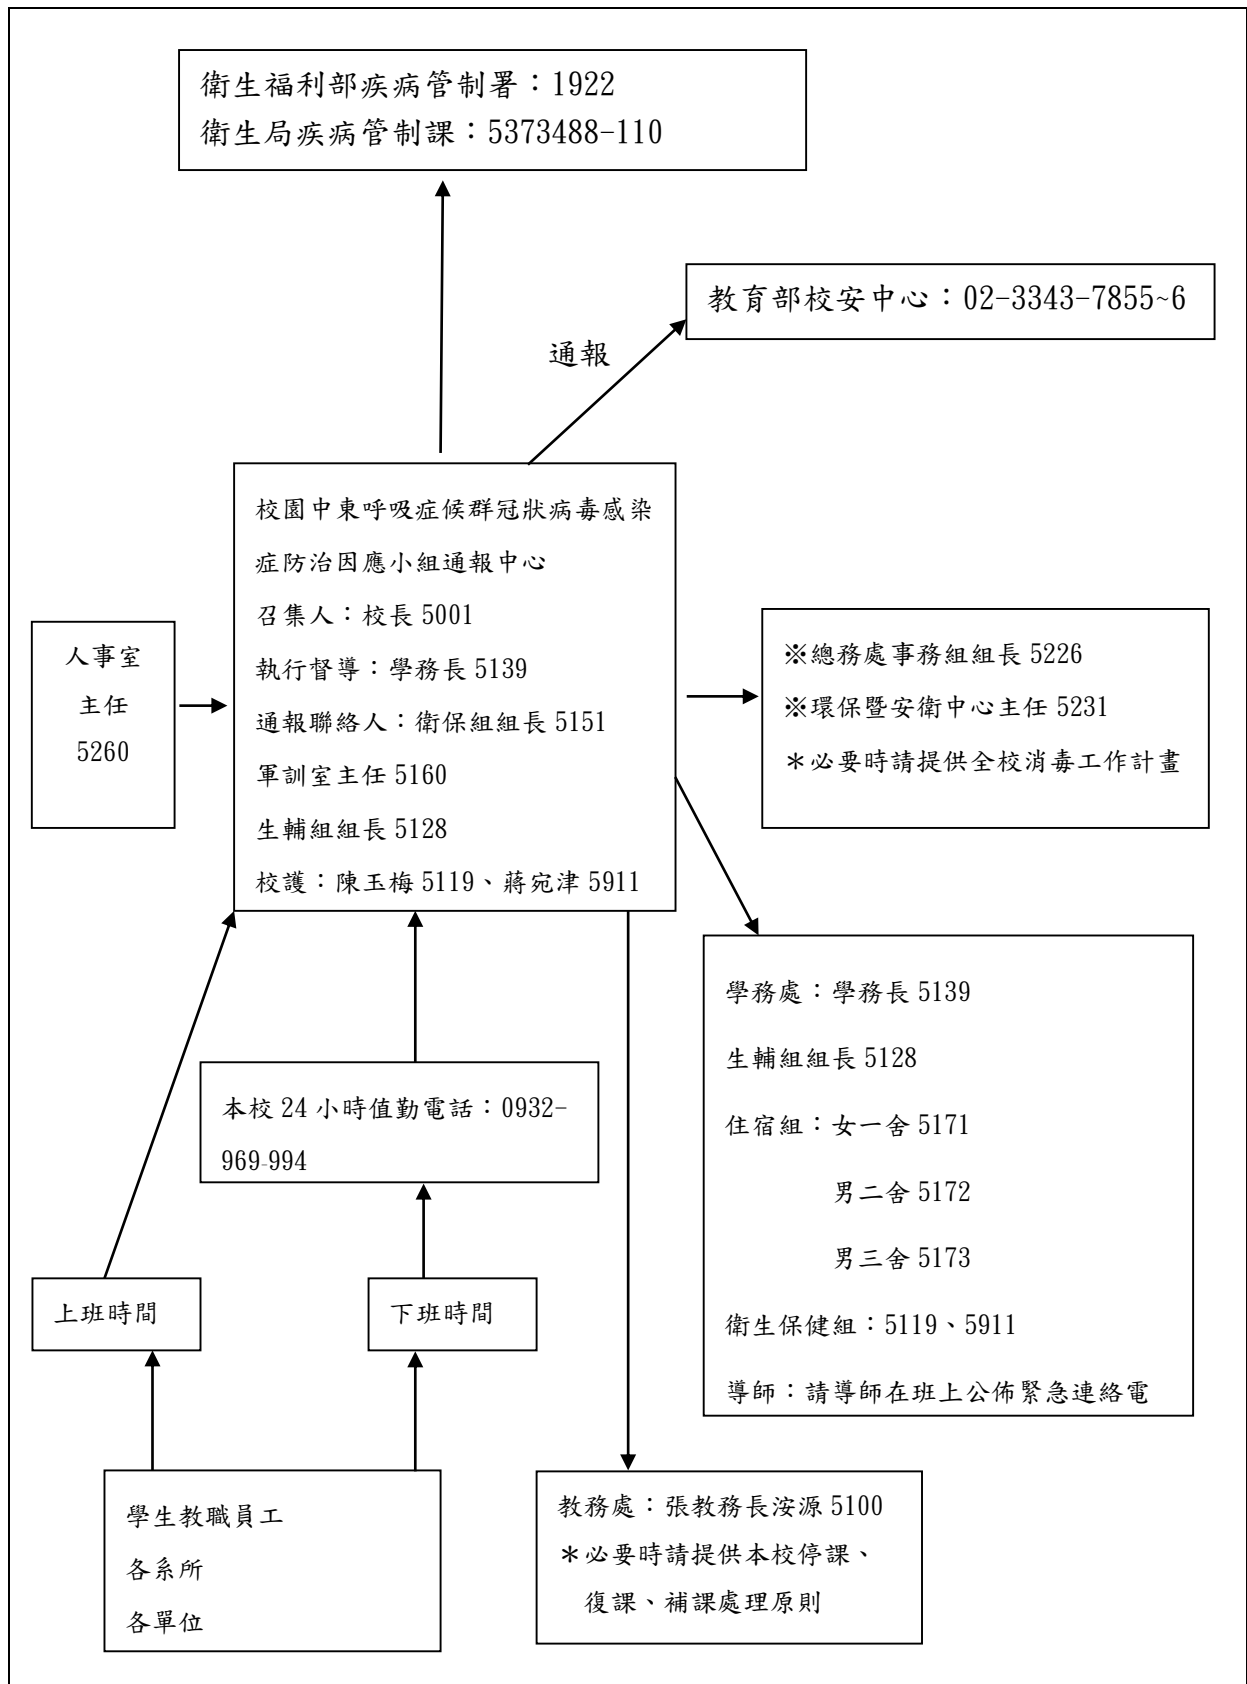 衛生福利部疾病管制署：1922
衛生局疾病管制課：5373488-110
教育部校安中心：02-3343-7855~6
通報
校園中東呼吸症候群冠狀病毒感染
症防治因應小組通報中心
召集人：校長 5001
執行督導：學務長 5139
通報聯絡人：衛保組組長 5151
軍訓室主任 5160
生輔組組長 5128
校護：陳玉梅 5119、蔣宛津 5911
人事室
主任
5260
※總務處事務組組長 5226
※環保暨安衛中心主任 5231
＊必要時請提供全校消毒工作計畫
學務處：學務長 5139
生輔組組長 5128
住宿組：女一舍 5171
男二舍 5172
男三舍 5173
衛生保健組：5119、5911
導師：請導師在班上公佈緊急連絡電
本校 24 小時值勤電話：0932-
969-994
上班時間
下班時間
學生教職員工
各系所
各單位
教務處：張教務長洝源 5100
＊必要時請提供本校停課、
復課、補課處理原則